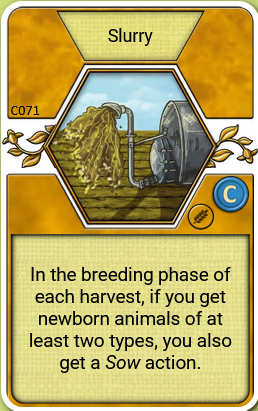 Slurry
C071
C
In the breeding phase of
each harvest, if you get
newborn animals of at
least two types, you also
get a Sow action.